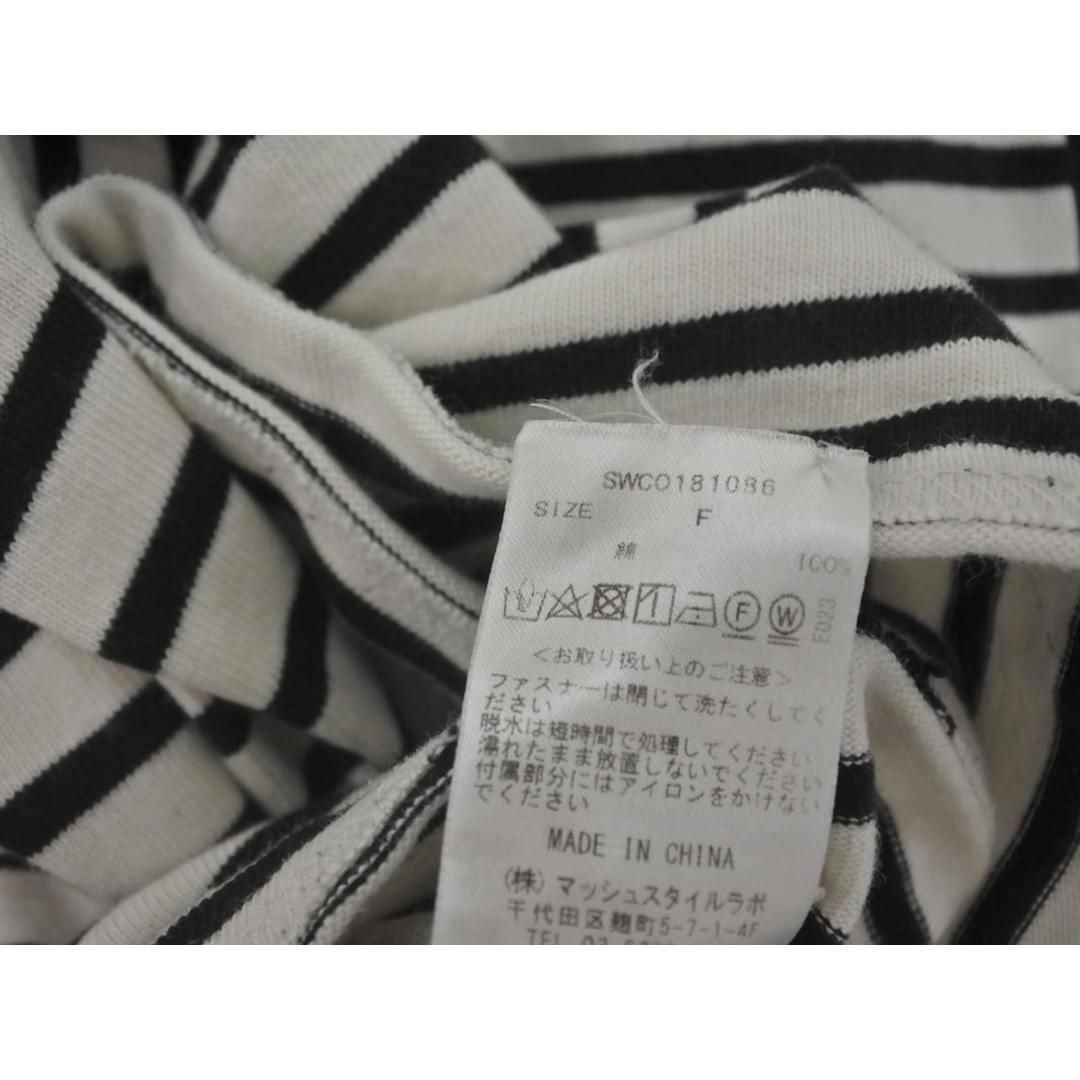 SWCO181086
SIZE F
綿 100%
F W
E023
<お取り扱い上のご注意>
ファスナーは閉じて洗たくしてく
ださい
脱水は短時間で処理してください
濡れたまま放置しないでください
付属部分にはアイロンをかけない
でください
MADE IN CHINA
(株)マッシュスタイルラボ
千代田区麹町5-7-1-4F
TEL 03